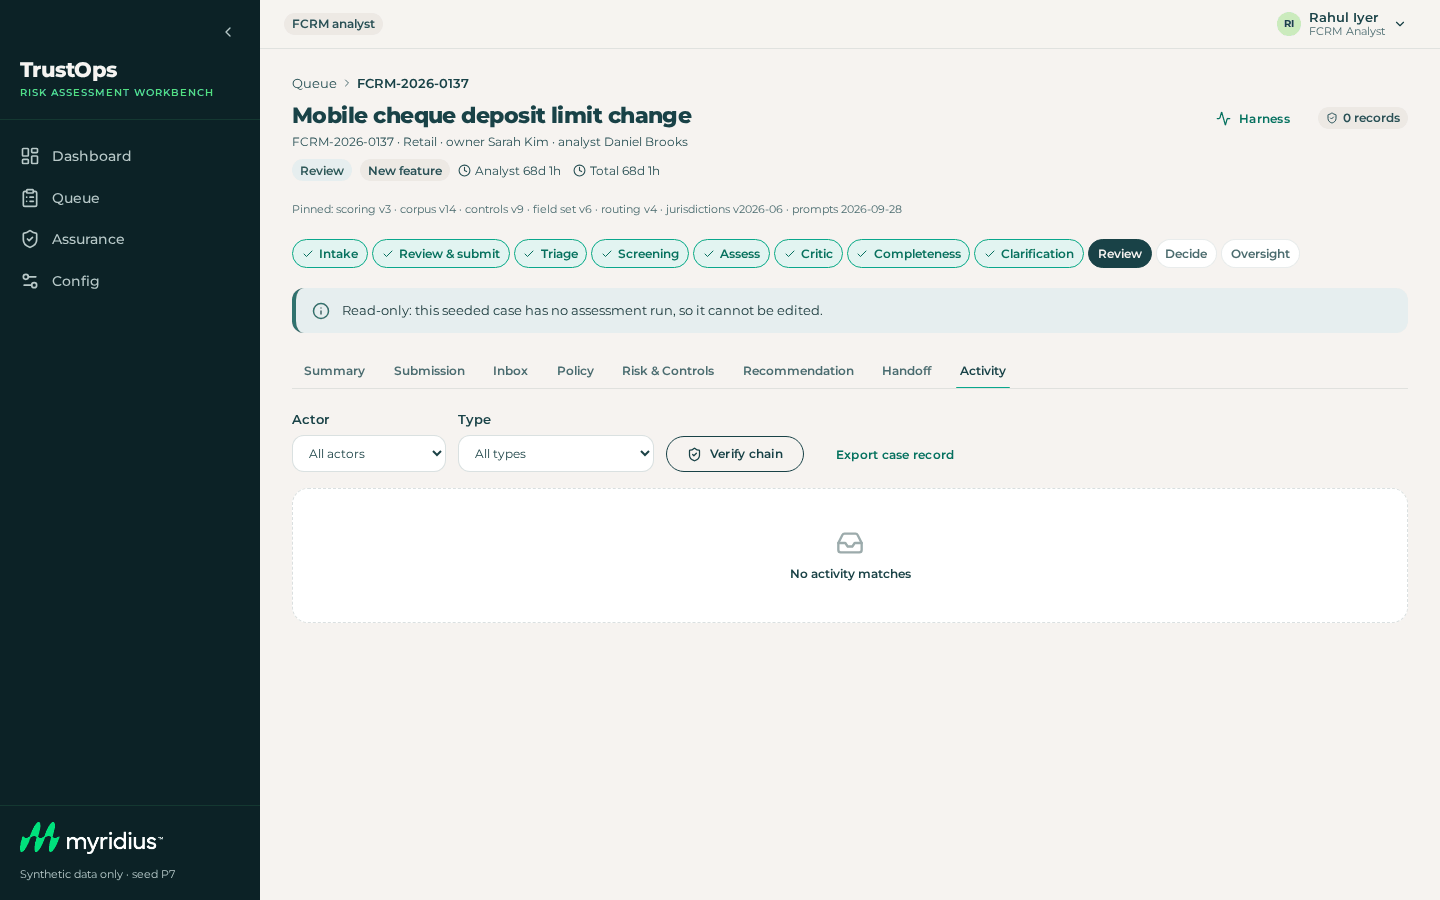 TrustOps
RISK ASSESSMENT WORKBENCH
Dashboard
Queue
Assurance
Config
myridius™
Synthetic data only · seed P7
FCRM analyst
RI
Rahul Iyer
FCRM Analyst
Queue > FCRM-2026-0137
Mobile cheque deposit limit change
FCRM-2026-0137 · Retail · owner Sarah Kim · analyst Daniel Brooks
Harness
0 records
Review New feature Analyst 68d 1h Total 68d 1h
Pinned: scoring v3 · corpus v14 · controls v9 · field set v6 · routing v4 · jurisdictions v2026-06 · prompts 2026-09-28
Intake Review & submit Triage Screening Assess Critic Completeness Clarification Review Decide Oversight
Read-only: this seeded case has no assessment run, so it cannot be edited.
Summary Submission Inbox Policy Risk & Controls Recommendation Handoff Activity
Actor Type
All actors All types Verify chain Export case record
No activity matches